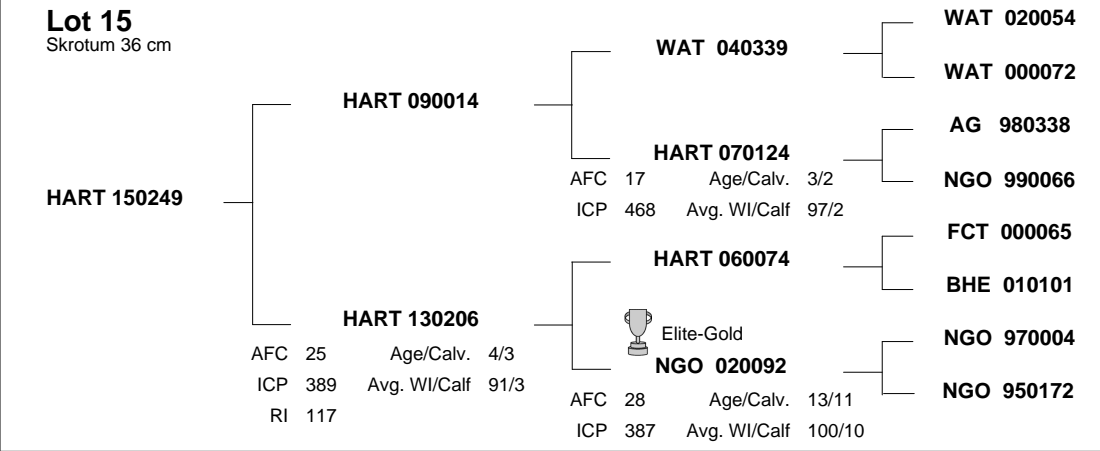 Lot 15
Skrotum 36 cm
HART 150249
HART 090014
HART 130206
AFC 25 Age/Calv. 4/3
ICP 389 Avg. WI/Calf 91/3
RI 117
WAT 040339
HART 070124
AFC 17 Age/Calv. 3/2
ICP 468 Avg. WI/Calf 97/2
HART 060074
Elite-Gold
NGO 020092
AFC 28 Age/Calv. 13/11
ICP 387 Avg. WI/Calf 100/10
WAT 020054
WAT 000072
AG 980338
NGO 990066
FCT 000065
BHE 010101
NGO 970004
NGO 950172